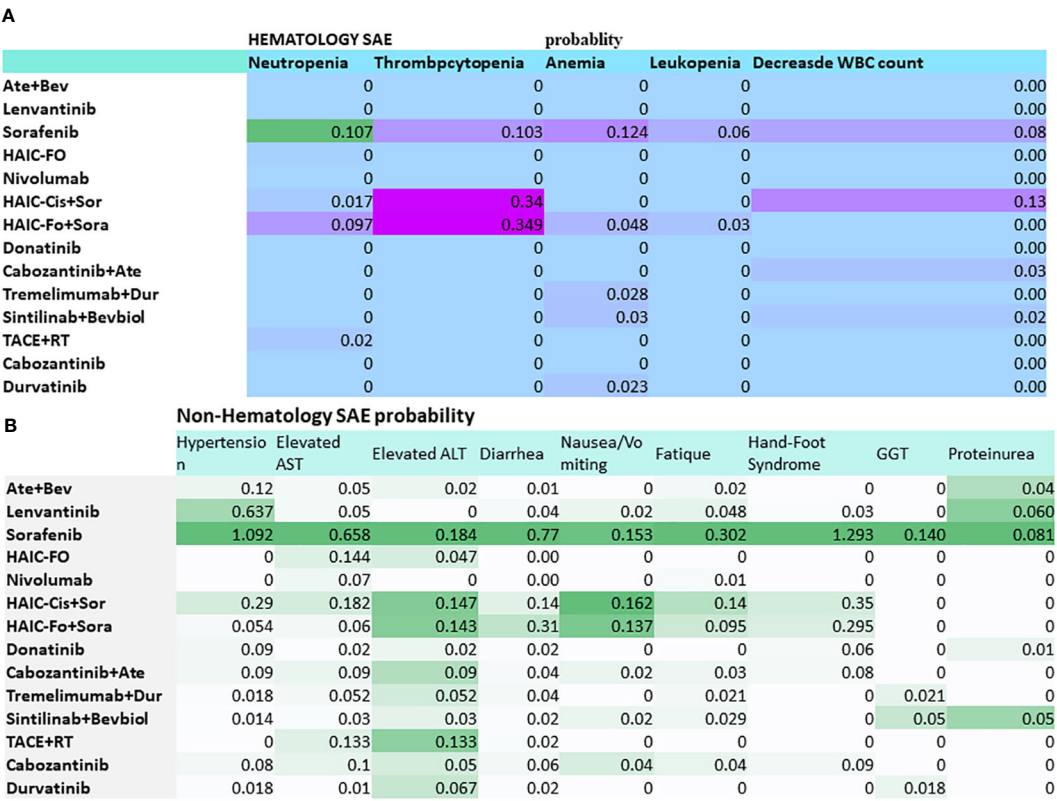 A
HEMATOLOGY SAE probablity
Neutropenia Thrombpcytopenia Anemia Leukopenia Decreasde WBC count
Ate+Bev 0 0 0 0 0.00
Lenvantinib 0 0 0 0 0.00
Sorafenib 0.107 0.103 0.124 0.06 0.08
HAIC-FO 0 0 0 0 0.00
Nivolumab 0 0 0 0 0.00
HAIC-Cis+Sor 0.017 0.34 0 0 0.13
HAIC-Fo+Sora 0.097 0.349 0.048 0.03 0.00
Donatinib 0 0 0 0 0.00
Cabozantinib+Ate 0 0 0 0 0.03
Tremelimumab+Dur 0 0 0.028 0 0.00
Sintilinab+Bevbiol 0 0 0.03 0 0.02
TACE+RT 0.02 0 0 0 0.00
Cabozantinib 0 0 0 0 0.00
Durvatinib 0 0 0.023 0 0.00
B
Non-Hematology SAE probability
Hypertensio Elevated Elevated ALT Diarrhea Nausea/Vo Fatique Hand-Foot GGT Proteinurea
n AST miting Syndrome
Ate+Bev 0.12 0.05 0.02 0.01 0 0.02 0 0 0.04
Lenvantinib 0.637 0.05 0 0.04 0.02 0.048 0.03 0 0.060
Sorafenib 1.092 0.658 0.184 0.77 0.153 0.302 1.293 0.140 0.081
HAIC-FO 0 0.144 0.047 0.00 0 0 0 0 0
Nivolumab 0 0.07 0 0.00 0 0.01 0 0 0
HAIC-Cis+Sor 0.29 0.182 0.147 0.14 0.162 0.14 0.35 0 0
HAIC-Fo+Sora 0.054 0.06 0.143 0.31 0.137 0.095 0.295 0 0
Donatinib 0.09 0.02 0.02 0.02 0 0 0.06 0 0.01
Cabozantinib+Ate 0.09 0.09 0.09 0.04 0.02 0.03 0.08 0 0
Tremelimumab+Dur 0.018 0.052 0.052 0.04 0 0.021 0 0.021 0
Sintilinab+Bevbiol 0.014 0.03 0.03 0.02 0.02 0.029 0 0.05 0.05
TACE+RT 0 0.133 0.133 0.02 0 0 0 0 0
Cabozantinib 0.08 0.1 0.05 0.06 0.04 0.04 0.09 0 0
Durvatinib 0.018 0.01 0.067 0.02 0 0 0 0.018 0